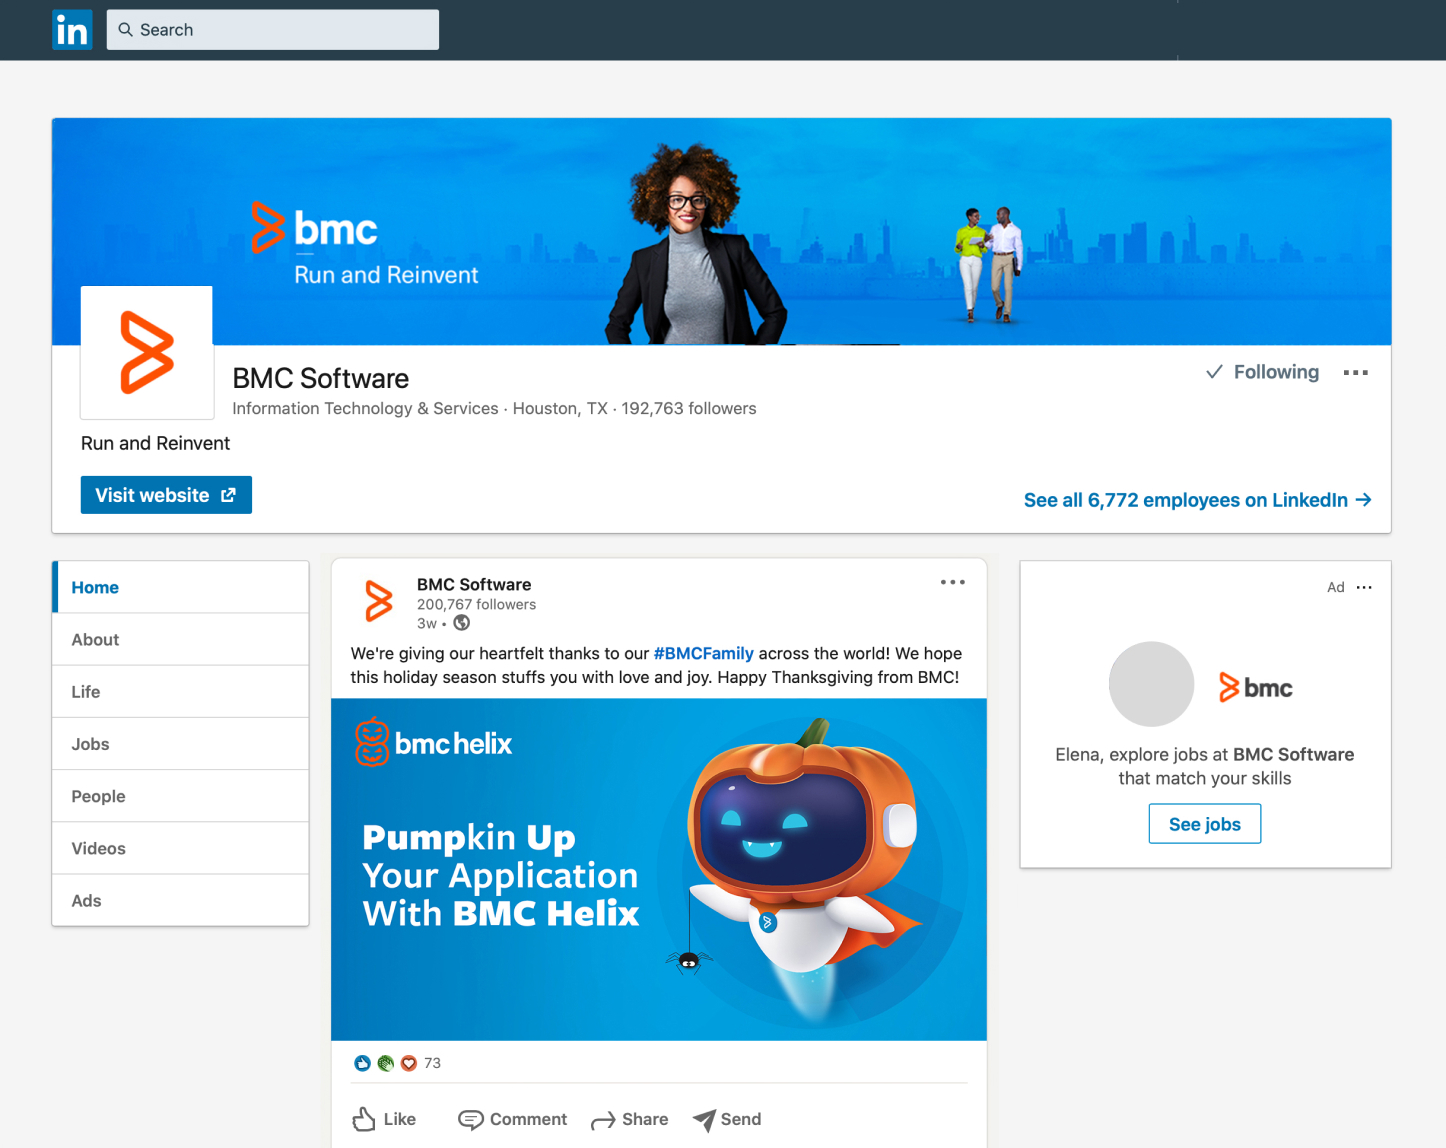 in
Search
bmc
Run and Reinvent
BMC Software
Information Technology & Services · Houston, TX · 192,763 followers
Following
Run and Reinvent
Visit website
See all 6,772 employees on LinkedIn →
Home
About
Life
Jobs
People
Videos
Ads
BMC Software
200,767 followers
3w •
We're giving our heartfelt thanks to our #BMCFamily across the world! We hope
this holiday season stuffs you with love and joy. Happy Thanksgiving from BMC!
bmc helix
Pumpkin Up
Your Application
With BMC Helix
73
Like
Comment
Share
Send
Ad
bmc
Elena, explore jobs at BMC Software
that match your skills
See jobs